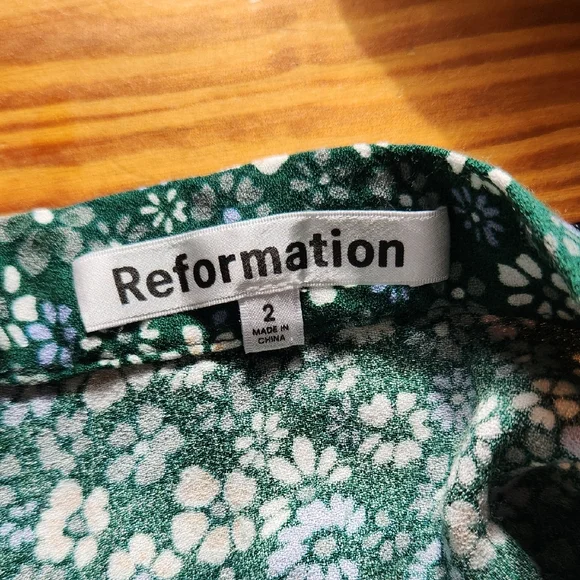 Reformation
2
MADE IN
CHINA